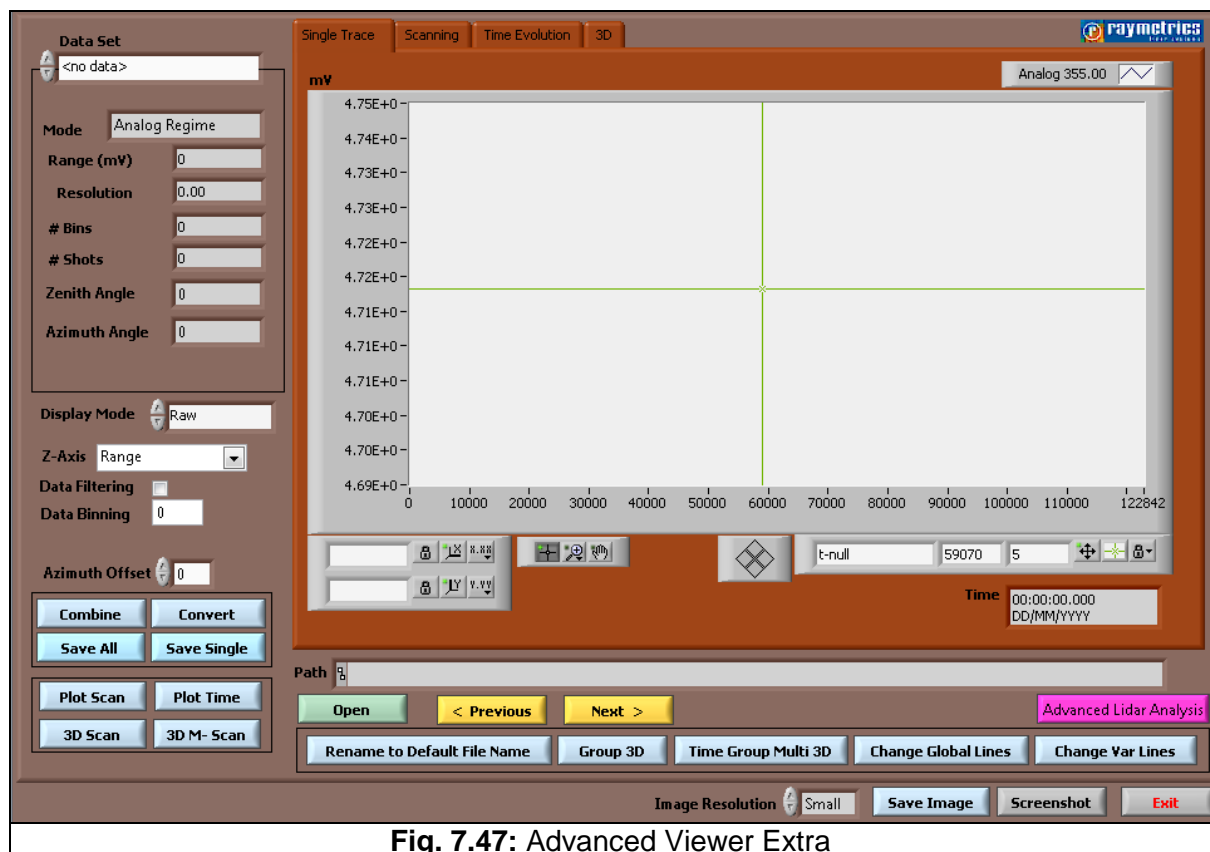 Data Set
<no data>
Mode Analog Regime
Range (mV) 0
Resolution 0.00
# Bins 0
# Shots 0
Zenith Angle 0
Azimuth Angle 0
Display Mode Raw
Z-Axis Range
Data Filtering
Data Binning 0
Azimuth Offset 0
Combine Convert
Save All Save Single
Plot Scan Plot Time
3D Scan 3D M- Scan
Single Trace Scanning Time Evolution 3D
raymetrics
mV
Analog 355.00
4.75E+0
4.74E+0
4.73E+0
4.73E+0
4.72E+0
4.72E+0
4.71E+0
4.71E+0
4.71E+0
4.70E+0
4.70E+0
4.69E+0
0 10000 20000 30000 40000 50000 60000 70000 80000 90000 100000 110000 122842
X X.XX
Y Y.YY
t-null 59070 5
Time 00:00:00.000
DD/MM/YYYY
Path
Open < Previous Next > Advanced Lidar Analysis
Rename to Default File Name Group 3D Time Group Multi 3D Change Global Lines Change Var Lines
Image Resolution Small Save Image Screenshot Exit
Fig. 7.47: Advanced Viewer Extra